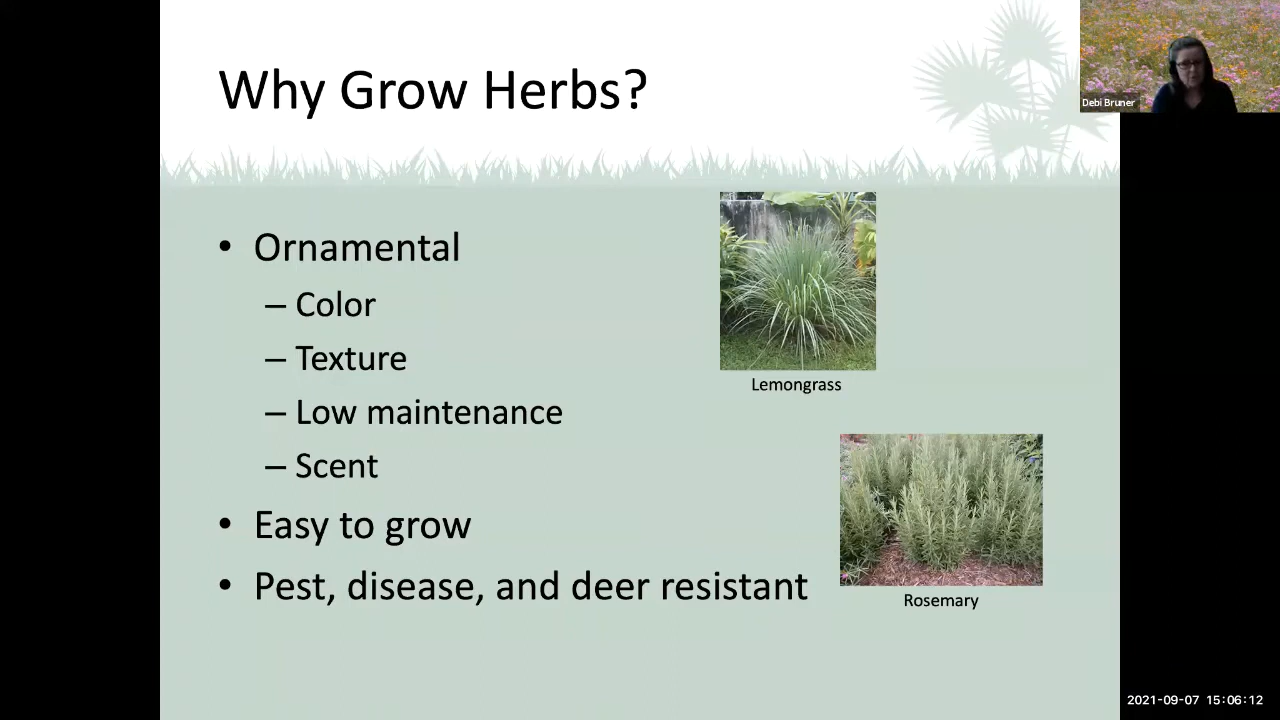 Why Grow Herbs?
Debi Bruner
• Ornamental
– Color
– Texture
– Low maintenance
– Scent
• Easy to grow
• Pest, disease, and deer resistant
Lemongrass
Rosemary
2021-09-07 15:06:12